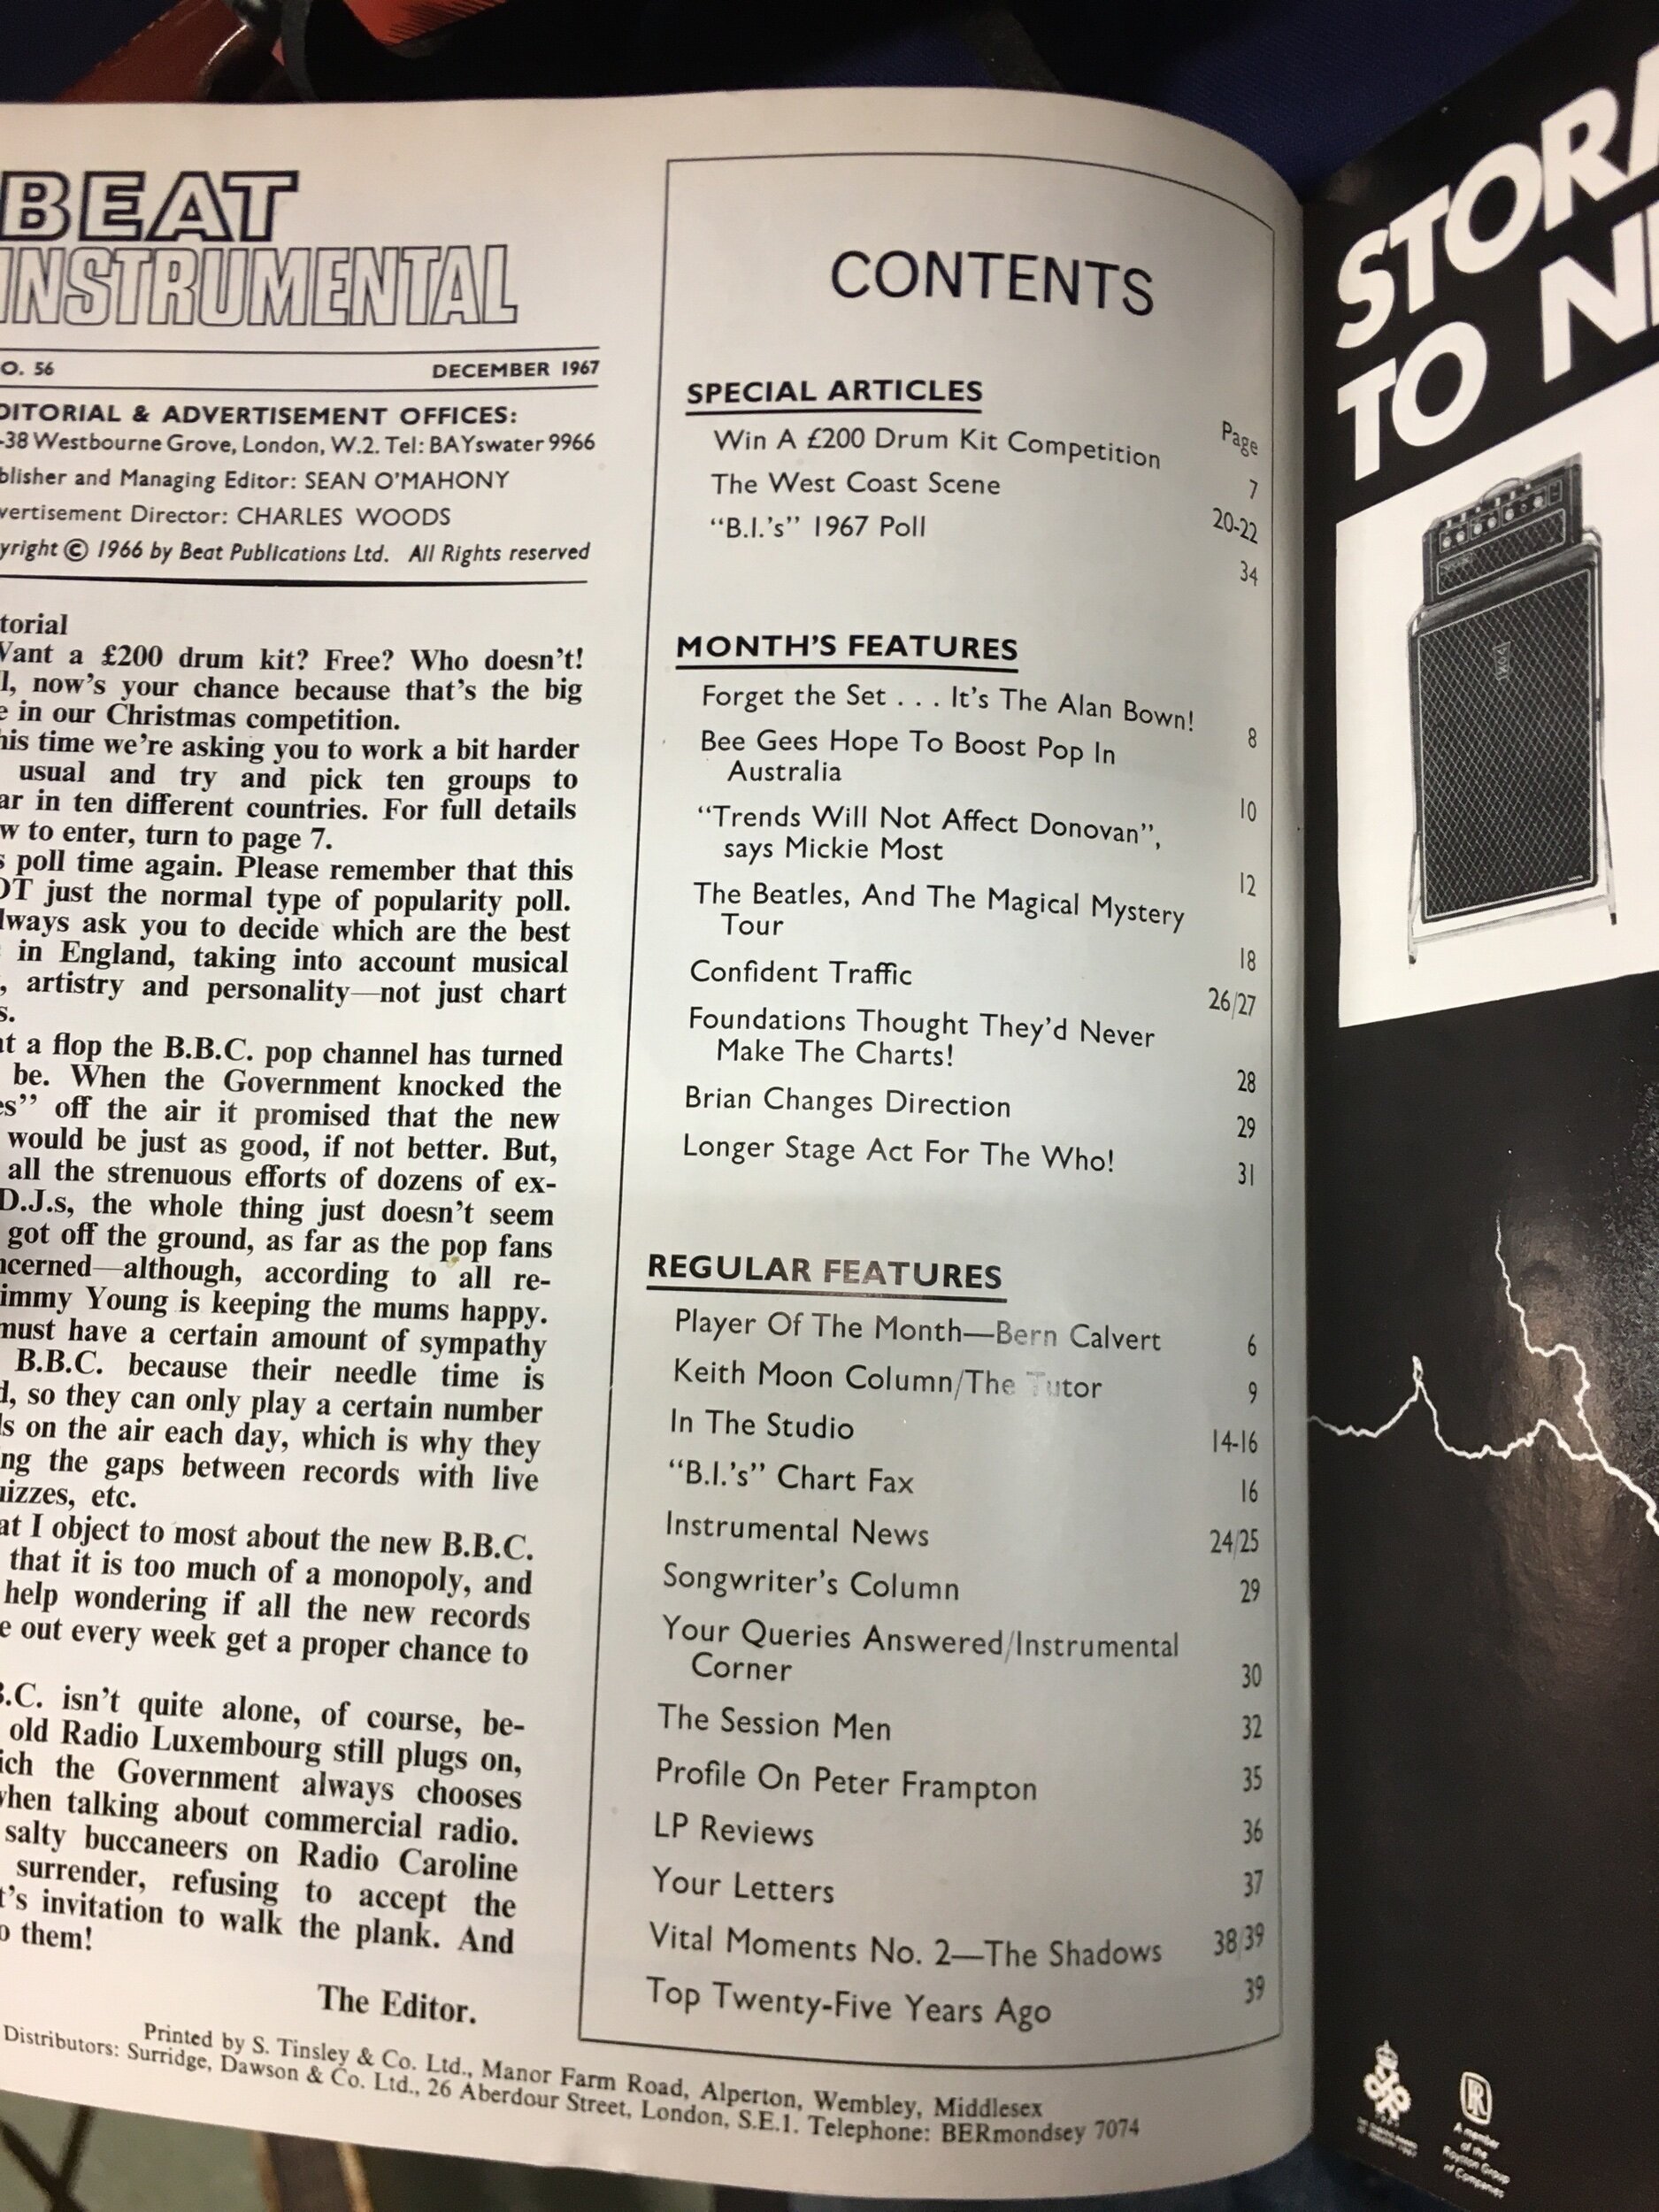 BEAT
INSTRUMENTAL
O. 56 DECEMBER 1967
DITORIAL & ADVERTISEMENT OFFICES:
-38 Westbourne Grove, London, W.2. Tel: BAYswater 9966
blisher and Managing Editor: SEAN O'MAHONY
vertisement Director: CHARLES WOODS
yright © 1966 by Beat Publications Ltd. All Rights reserved
torial
Want a £200 drum kit? Free? Who doesn't!
l, now's your chance because that's the big
e in our Christmas competition.
his time we're asking you to work a bit harder
usual and try and pick ten groups to
ar in ten different countries. For full details
w to enter, turn to page 7.
s poll time again. Please remember that this
OT just the normal type of popularity poll.
lways ask you to decide which are the best
in England, taking into account musical
, artistry and personality—not just chart
s.
at a flop the B.B.C. pop channel has turned
be. When the Government knocked the
es" off the air it promised that the new
would be just as good, if not better. But,
all the strenuous efforts of dozens of ex-
D.J.s, the whole thing just doesn't seem
got off the ground, as far as the pop fans
ncerned—although, according to all re-
immy Young is keeping the mums happy.
must have a certain amount of sympathy
B.B.C. because their needle time is
d, so they can only play a certain number
ls on the air each day, which is why they
ng the gaps between records with live
uizzes, etc.
at I object to most about the new B.B.C.
that it is too much of a monopoly, and
help wondering if all the new records
e out every week get a proper chance to
B.C. isn't quite alone, of course, be-
old Radio Luxembourg still plugs on,
ich the Government always chooses
when talking about commercial radio.
salty buccaneers on Radio Caroline
surrender, refusing to accept the
t's invitation to walk the plank. And
o them!
The Editor.
Printed by S. Tinsley & Co. Ltd., Manor Farm Road, Alperton, Wembley, Middlesex
Distributors: Surridge, Dawson & Co. Ltd., 26 Aberdour Street, London, S.E.1. Telephone: BERmondsey 7074
CONTENTS
SPECIAL ARTICLES
Page
Win A £200 Drum Kit Competition 7
The West Coast Scene 20-22
"B.I.'s" 1967 Poll 34
MONTH'S FEATURES
Forget the Set . . . It's The Alan Bown! 8
Bee Gees Hope To Boost Pop In
Australia 10
"Trends Will Not Affect Donovan",
says Mickie Most 12
The Beatles, And The Magical Mystery
Tour 18
Confident Traffic 26/27
Foundations Thought They'd Never
Make The Charts! 28
Brian Changes Direction 29
Longer Stage Act For The Who! 31
REGULAR FEATURES
Player Of The Month—Bern Calvert 6
Keith Moon Column/The Tutor 9
In The Studio 14-16
"B.I.'s" Chart Fax 16
Instrumental News 24/25
Songwriter's Column 29
Your Queries Answered/Instrumental
Corner 30
The Session Men 32
Profile On Peter Frampton 35
LP Reviews 36
Your Letters 37
Vital Moments No. 2—The Shadows 38/39
Top Twenty-Five Years Ago 39
STORM
TO N
VOX
A member
of the
Royston Group
of Companies